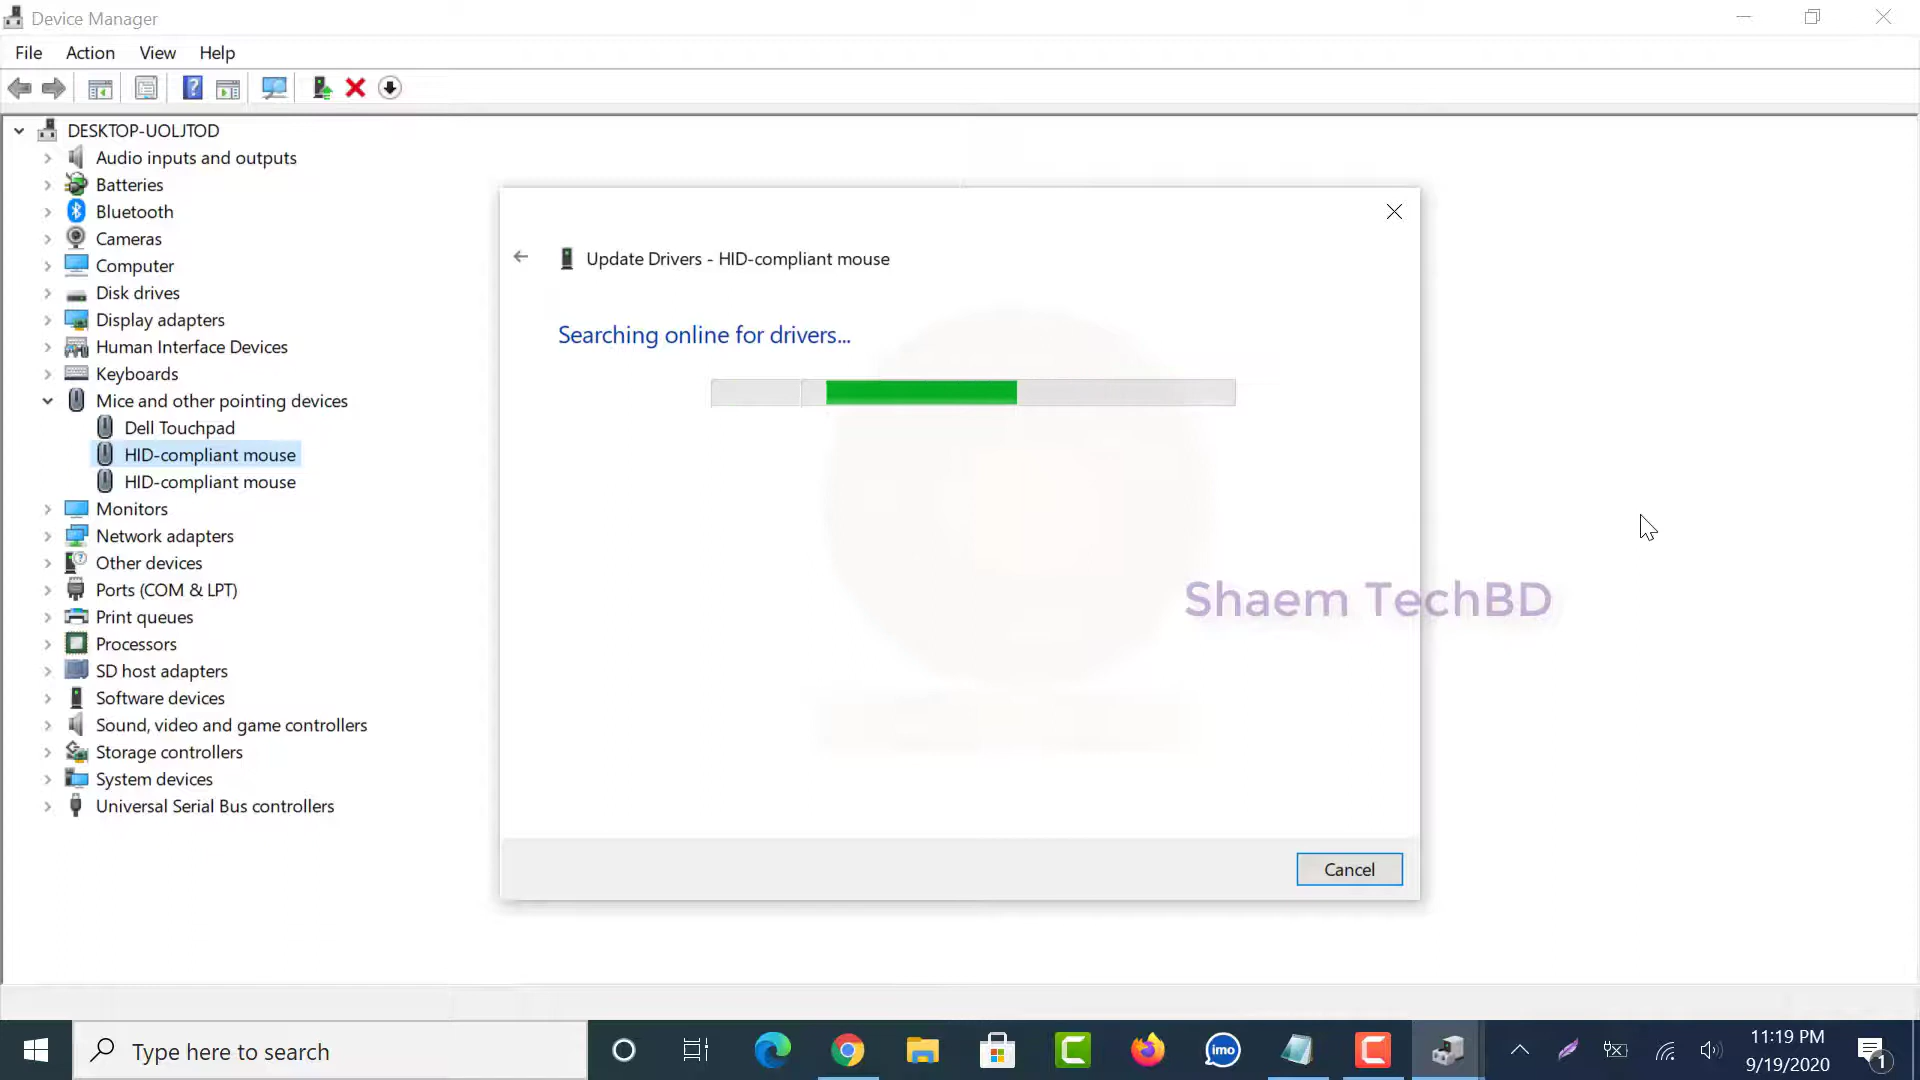 Device Manager
File Action View Help
DESKTOP-UOLJTOD
Audio inputs and outputs
Batteries
Bluetooth
Cameras
Computer
Disk drives
Display adapters
Human Interface Devices
Keyboards
Mice and other pointing devices
Dell Touchpad
HID-compliant mouse
HID-compliant mouse
Monitors
Network adapters
Other devices
Ports (COM & LPT)
Print queues
Processors
SD host adapters
Software devices
Sound, video and game controllers
Storage controllers
System devices
Universal Serial Bus controllers
Update Drivers - HID-compliant mouse
Searching online for drivers...
Shaem TechBD
Cancel
Type here to search
imo
11:19 PM
9/19/2020
1